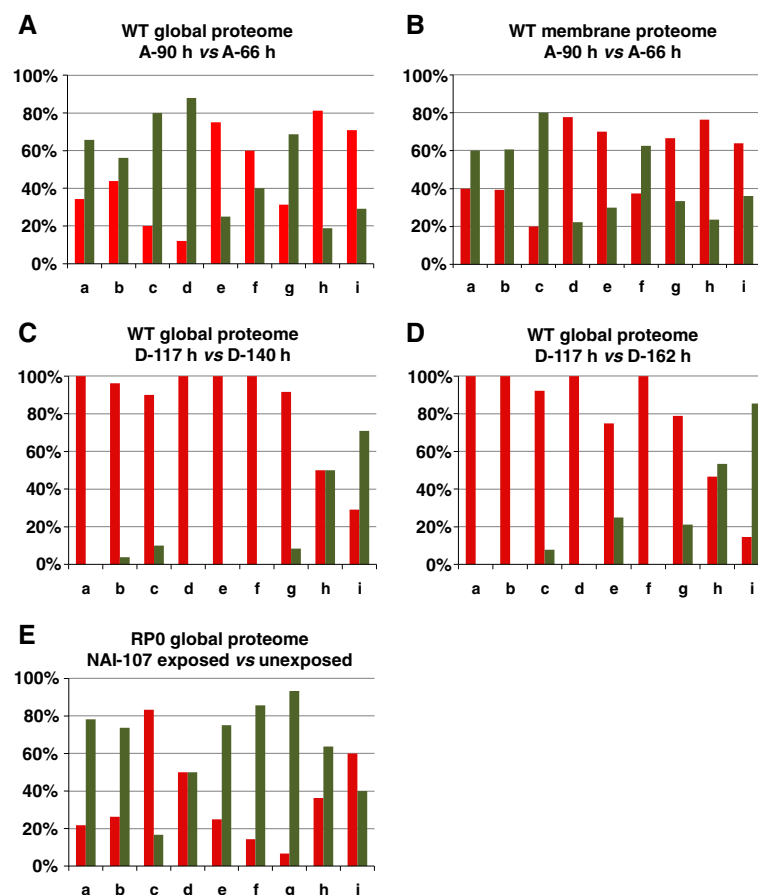 A
WT global proteome
A-90 h vs A-66 h
100%
80%
60%
40%
20%
0%
a b c d e f g h i
B
WT membrane proteome
A-90 h vs A-66 h
100%
80%
60%
40%
20%
0%
a b c d e f g h i
C
WT global proteome
D-117 h vs D-140 h
100%
80%
60%
40%
20%
0%
a b c d e f g h i
D
WT global proteome
D-117 h vs D-162 h
100%
80%
60%
40%
20%
0%
a b c d e f g h i
E
RP0 global proteome
NAI-107 exposed vs unexposed
100%
80%
60%
40%
20%
0%
a b c d e f g h i